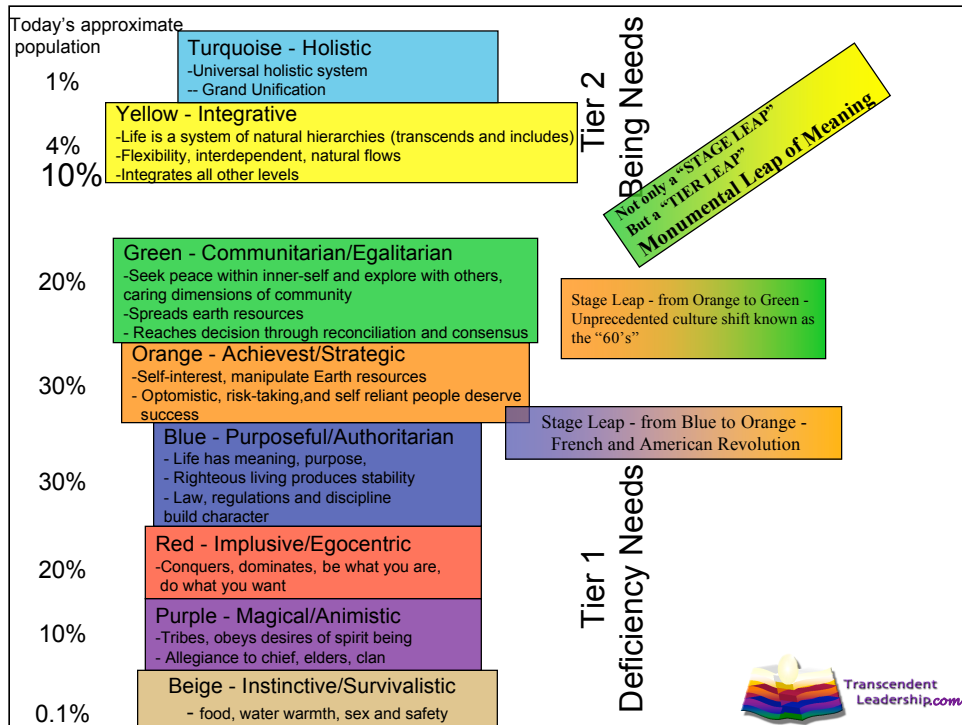 Today's approximate
population
1%
Turquoise - Holistic
-Universal holistic system
-- Grand Unification
4%
10%
Yellow - Integrative
-Life is a system of natural hierarchies (transcends and includes)
-Flexibility, interdependent, natural flows
-Integrates all other levels
Tier 2
Being Needs
Not only a "STAGE LEAP"
But a "TIER LEAP"
Monumental Leap of Meaning
20%
Green - Communitarian/Egalitarian
-Seek peace within inner-self and explore with others,
caring dimensions of community
-Spreads earth resources
- Reaches decision through reconciliation and consensus
Stage Leap - from Orange to Green -
Unprecedented culture shift known as
the "60's"
30%
Orange - Achievest/Strategic
-Self-interest, manipulate Earth resources
- Optomistic, risk-taking,and self reliant people deserve
success
Stage Leap - from Blue to Orange -
French and American Revolution
30%
Blue - Purposeful/Authoritarian
- Life has meaning, purpose,
- Righteous living produces stability
- Law, regulations and discipline
build character
20%
Red - Implusive/Egocentric
-Conquers, dominates, be what you are,
do what you want
10%
Purple - Magical/Animistic
-Tribes, obeys desires of spirit being
- Allegiance to chief, elders, clan
0.1%
Beige - Instinctive/Survivalistic
- food, water warmth, sex and safety
Tier 1
Deficiency Needs
Transcendent
Leadership.com